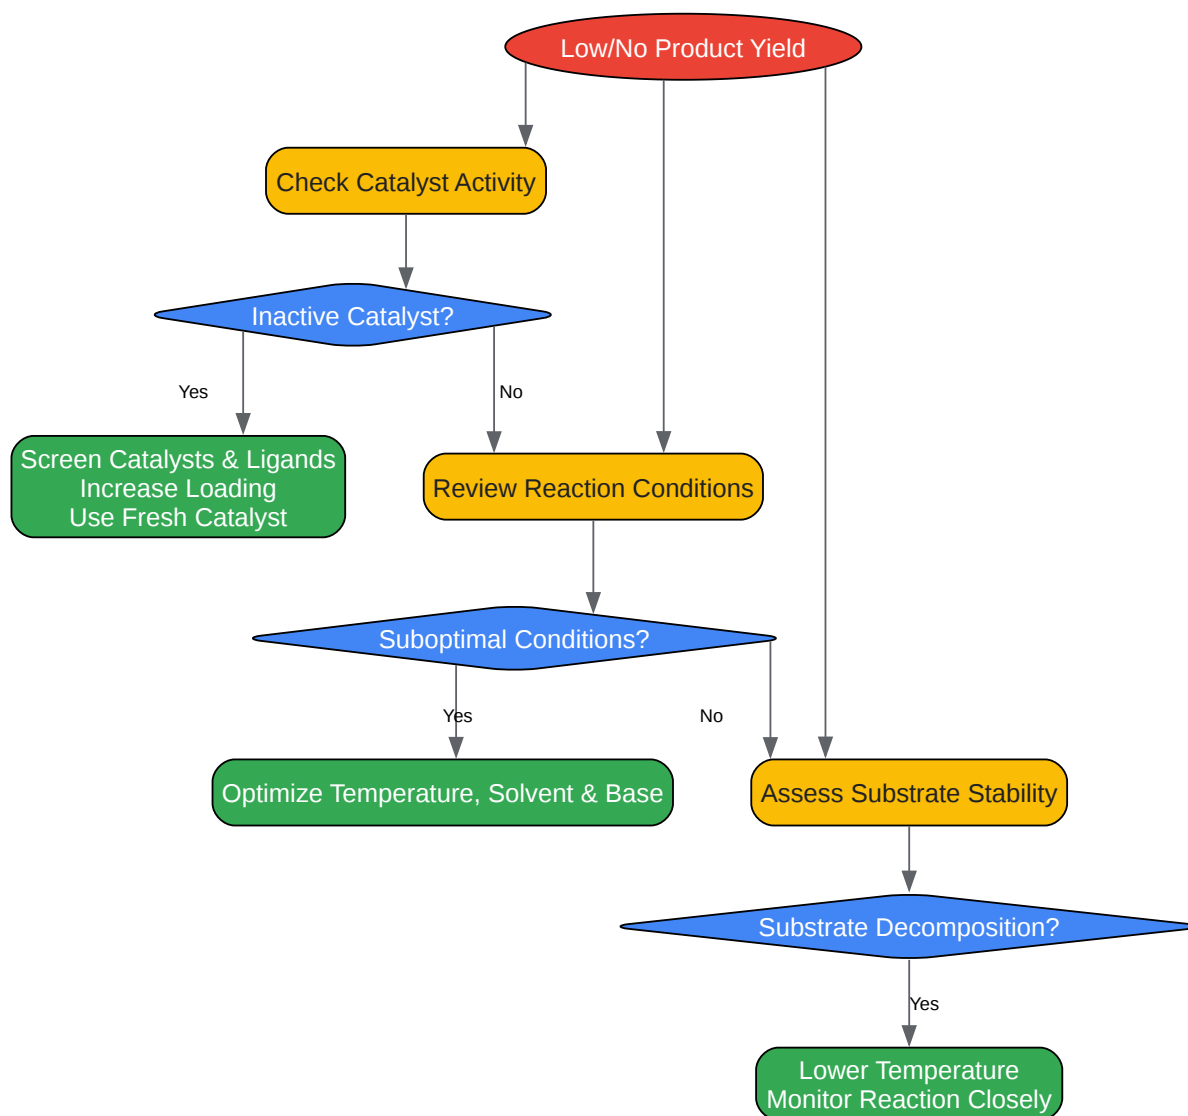 Low/No Product Yield
Check Catalyst Activity
Inactive Catalyst?
Yes
No
Screen Catalysts & Ligands
Increase Loading
Use Fresh Catalyst
Review Reaction Conditions
Suboptimal Conditions?
Yes
No
Optimize Temperature, Solvent & Base
Assess Substrate Stability
Substrate Decomposition?
Yes
Lower Temperature
Monitor Reaction Closely